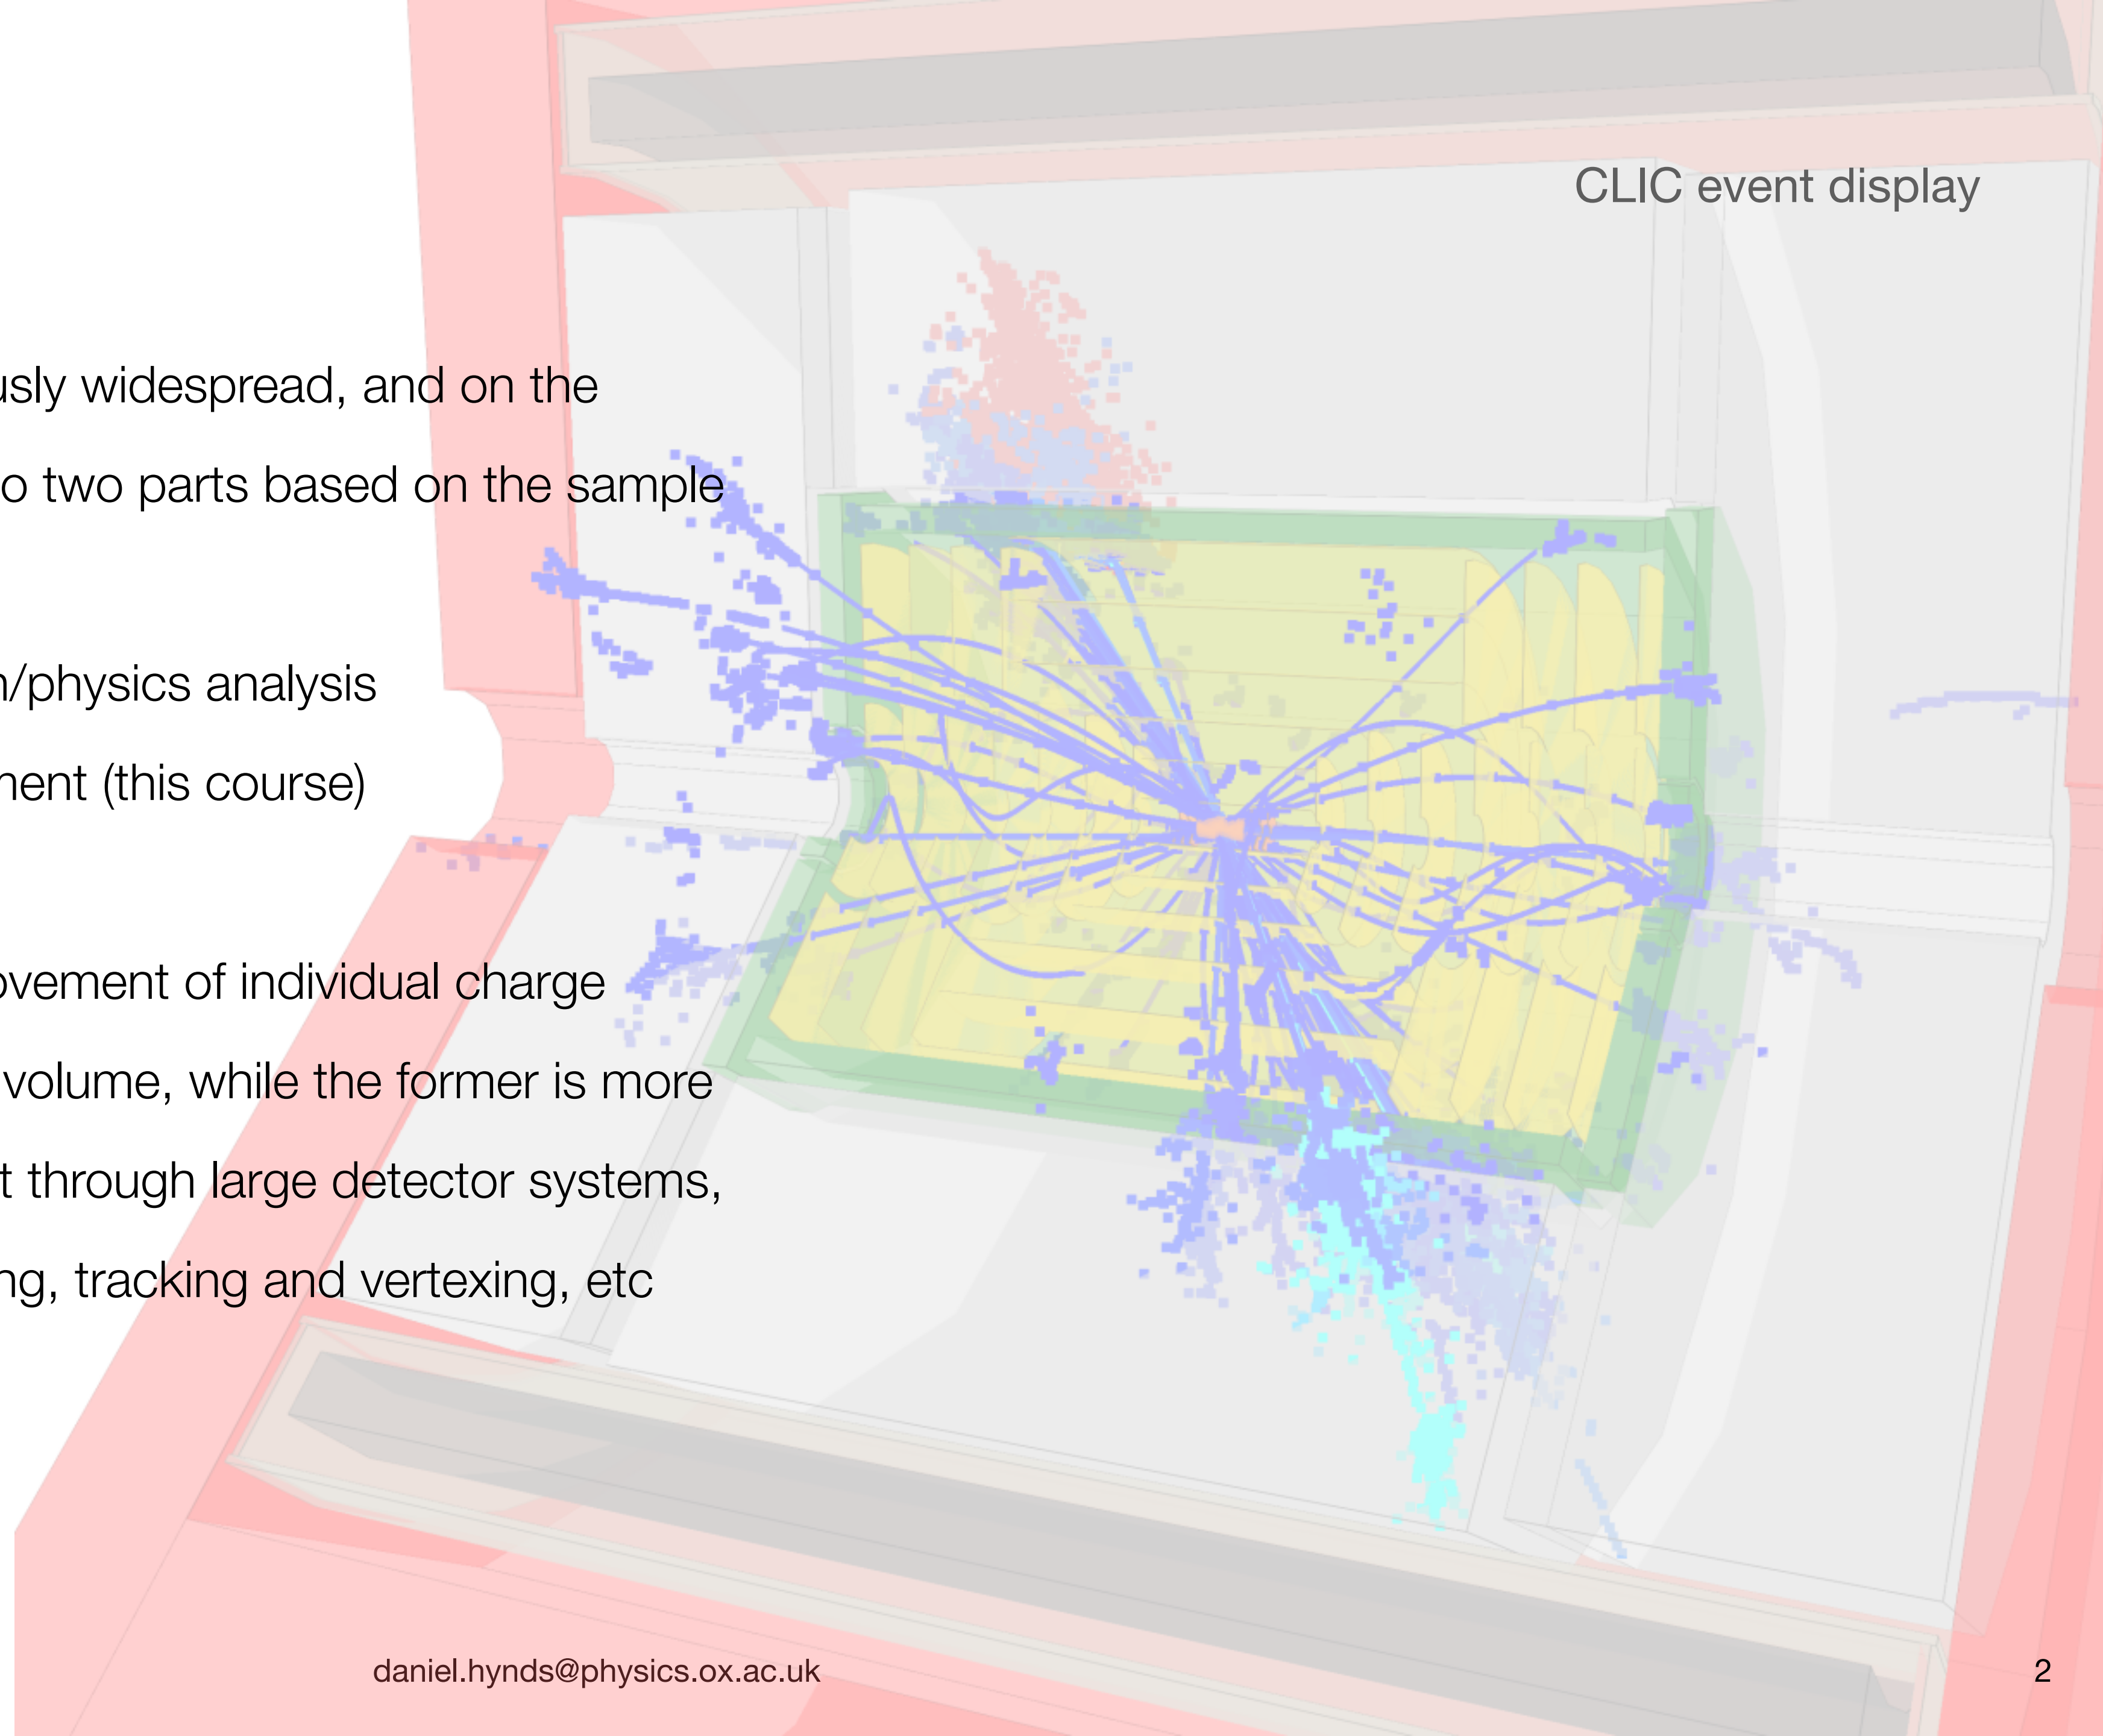 CLIC event display
usly widespread, and on the
o two parts based on the sample
n/physics analysis
nent (this course)
ovement of individual charge
volume, while the former is more
t through large detector systems,
ng, tracking and vertexing, etc
daniel.hynds@physics.ox.ac.uk
2